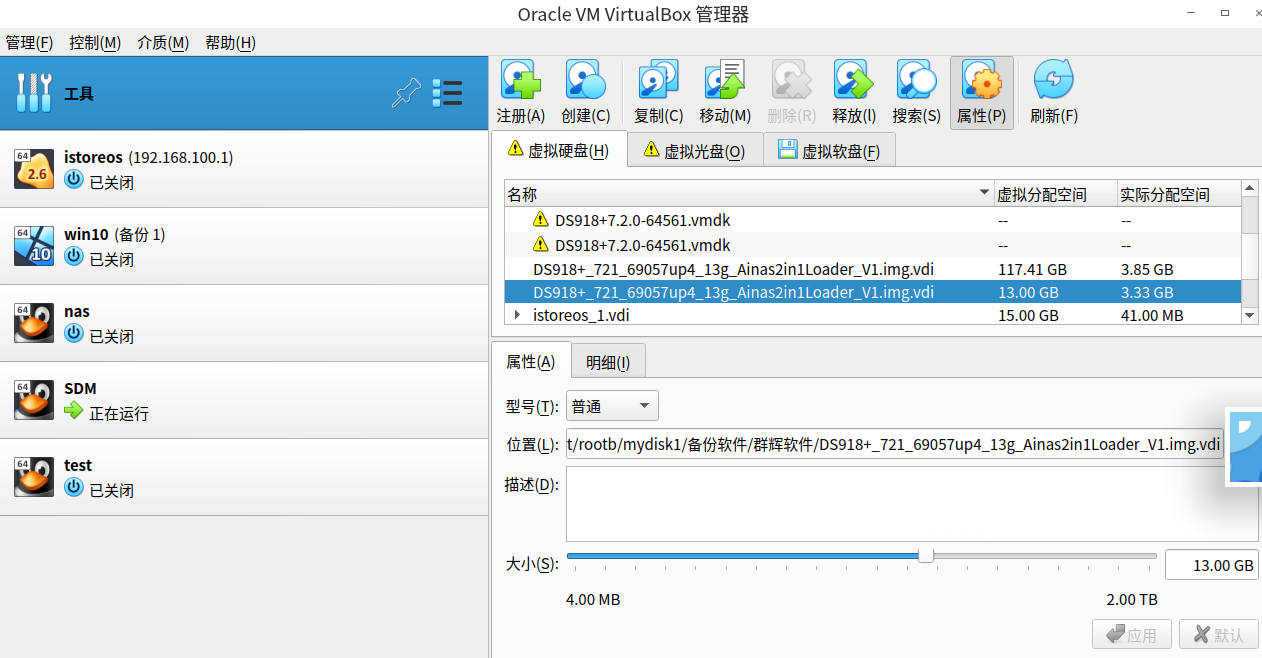 Oracle VM VirtualBox 管理器
管理(F) 控制(M) 介质(M) 帮助(H)
工具
istoreos (192.168.100.1)
已关闭
win10 (备份 1)
已关闭
nas
已关闭
SDM
正在运行
test
已关闭
64
2.6
64
10
64
64
64
注册(A) 创建(C) 复制(C) 移动(M) 删除(R) 释放(l) 搜索(S) 属性(P) 刷新(F)
虚拟硬盘(H) 虚拟光盘(O) 虚拟软盘(F)
名称 虚拟分配空间 实际分配空间
DS918+7.2.0-64561.vmdk -- --
DS918+7.2.0-64561.vmdk -- --
DS918+_721_69057up4_13g_Ainas2in1Loader_V1.img.vdi 117.41 GB 3.85 GB
DS918+_721_69057up4_13g_Ainas2in1Loader_V1.img.vdi 13.00 GB 3.33 GB
istoreos_1.vdi 15.00 GB 41.00 MB
属性(A) 明细(I)
型号(T): 普通
位置(L): t/rootb/mydisk1/备份软件/群辉软件/DS918+_721_69057up4_13g_Ainas2in1Loader_V1.img.vdi
描述(D):
大小(S): 13.00 GB
4.00 MB 2.00 TB
应用 默认